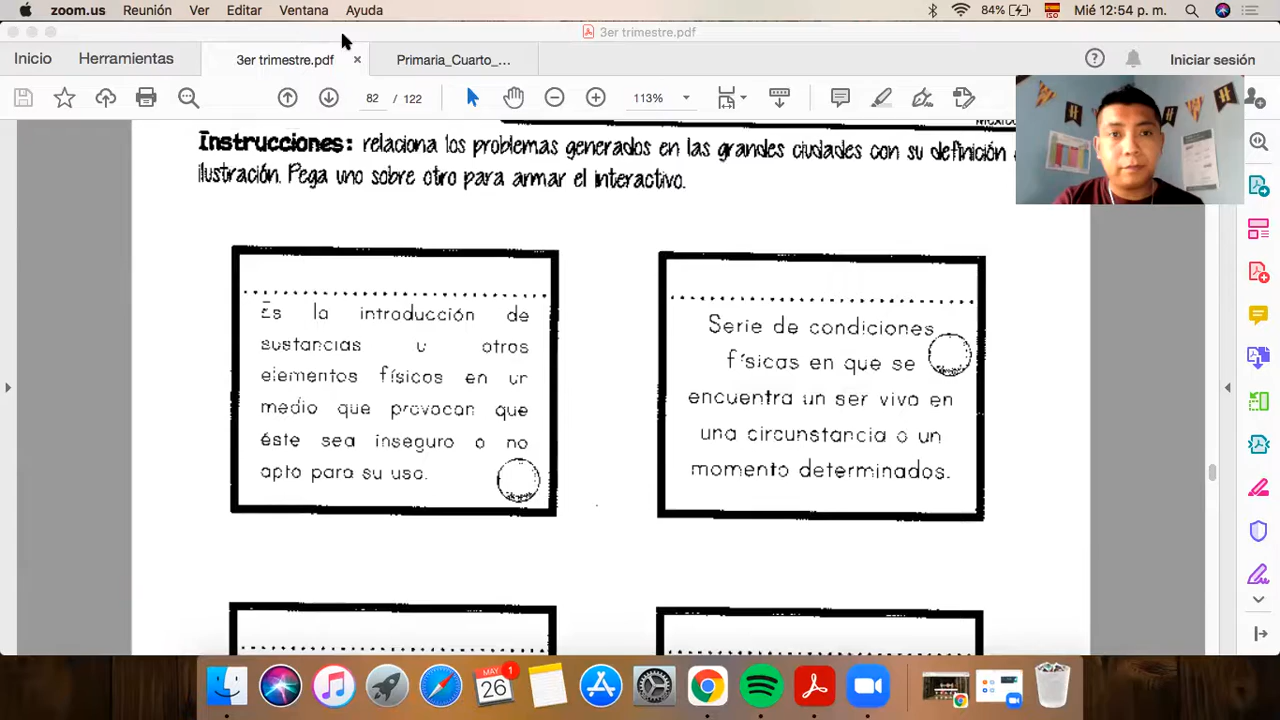 zoom.us Reunión Ver Editar Ventana Ayuda 84% ISO Mié 12:54 p. m.
3er trimestre.pdf
Inicio Herramientas 3er trimestre.pdf × Primaria_Cuarto_... ? Iniciar sesión
82 / 122 113%
Instrucciones: relaciona los problemas generados en las grandes ciudades con su definición
ilustración. Pega uno sobre otro para armar el interactivo.
Es la introducción de
sustancias u otros
elementos físicos en un
medio que provocan que
éste sea inseguro o no
apto para su uso.
Serie de condiciones
físicas en que se
encuentra un ser vivo en
una circunstancia o un
momento determinados.
MAY 1
26